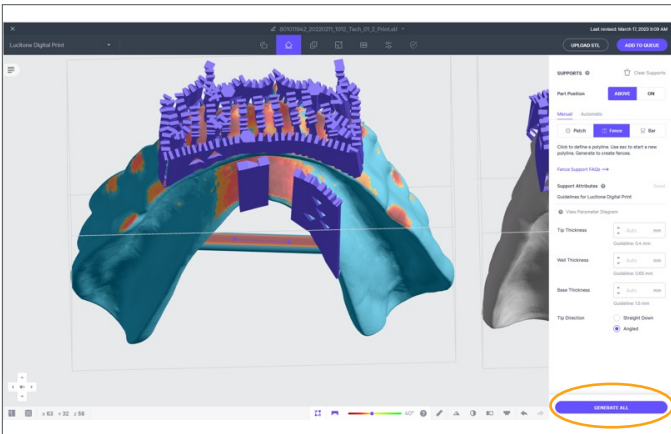 801011942_20220211_1012_Tech_01_2_Print.stl
Last revised: March 17, 2023 9:09 AM
Lucitone Digital Print
UPLOAD STL
ADD TO QUEUE
SUPPORTS
Clear Supports
Part Position
ABOVE
ON
Manual
Automatic
Patch
Fence
Bar
Click to define a polyline. Use esc to start a new
polyline. Generate to create fences.
Fence Support FAQs
Support Attributes
Reset
Guidelines for Lucitone Digital Print
View Parameter Diagram
Tip Thickness
Auto
mm
Guideline: 0.4 mm
Wall Thickness
Auto
mm
Guideline: 0.65 mm
Base Thickness
Auto
mm
Guideline: 1.5 mm
Tip Direction
Straight Down
Angled
GENERATE ALL
x 63 y 32 z 56
40°